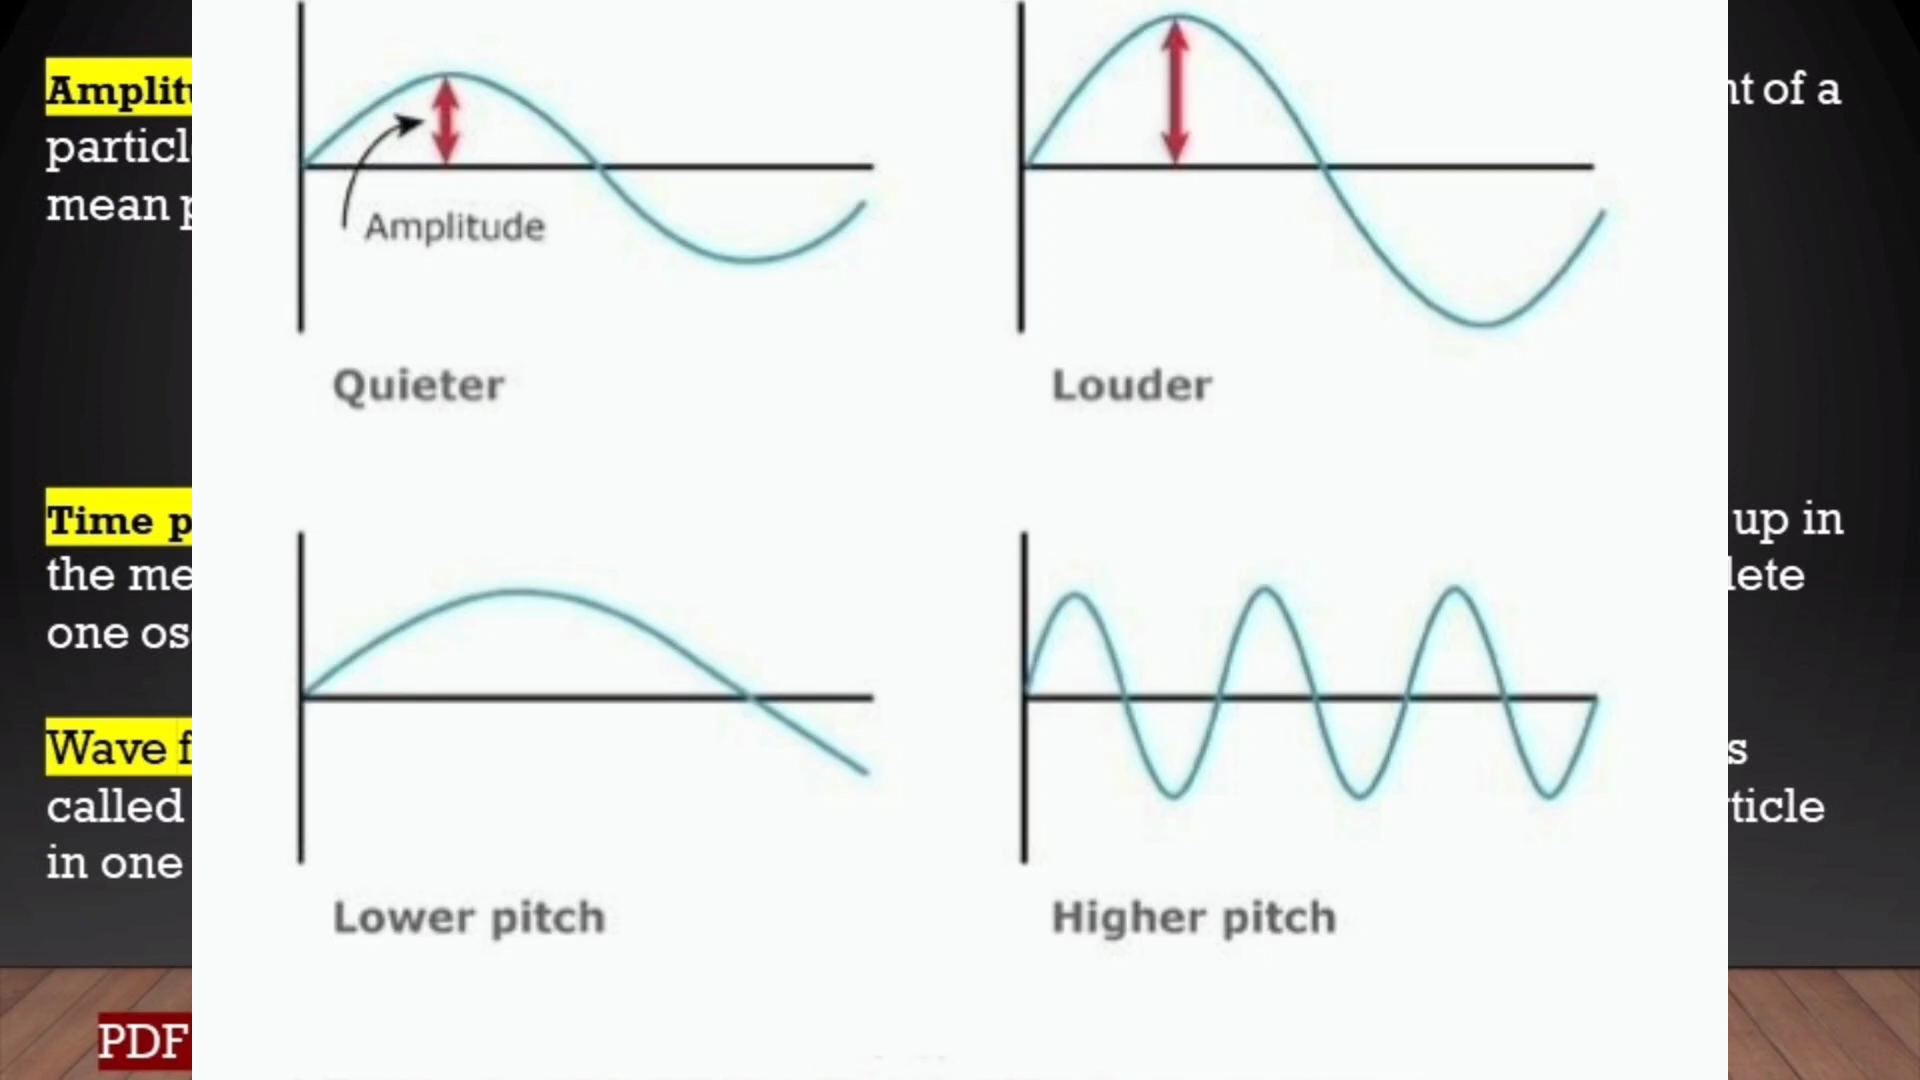 Amplit
nt of a
particl
mean p
Amplitude
Quieter
Louder
Time p
up in
the me
lete
one os
Wave f
s
called
ticle
in one
Lower pitch
Higher pitch
PDF